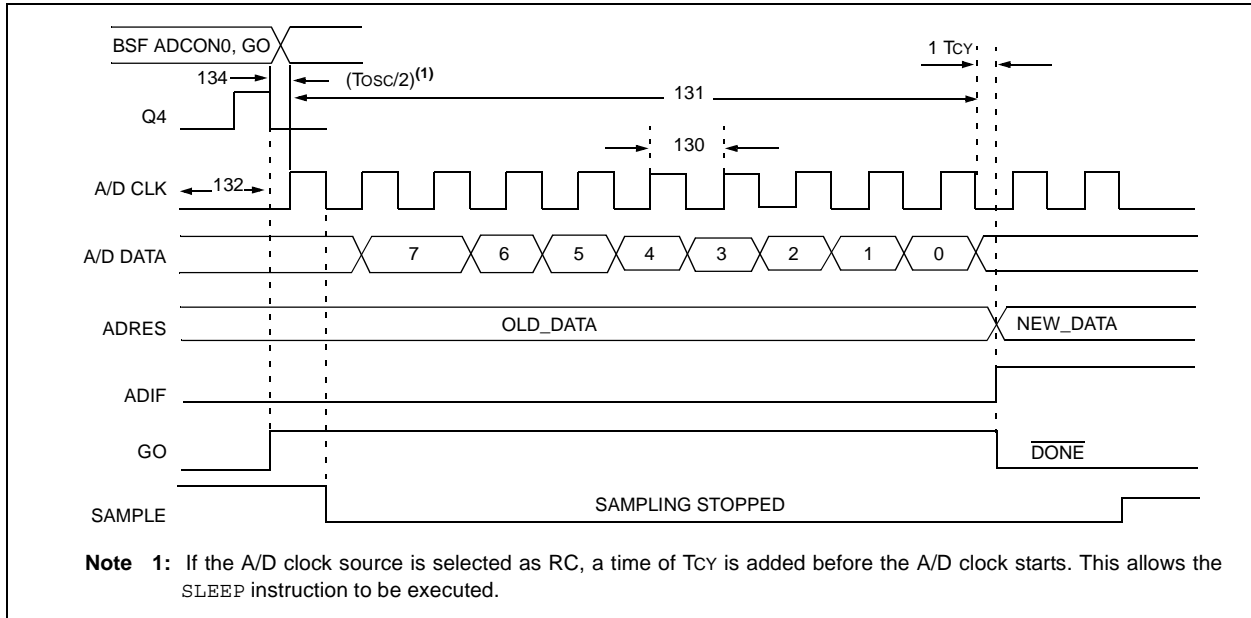 BSF ADCON0, GO
1 TCY
134
(TOSC/2)(1)
131
Q4
130
A/D CLK
132
A/D DATA
7 6 5 4 3 2 1 0
ADRES
OLD_DATA
NEW_DATA
ADIF
GO
DONE
SAMPLE
SAMPLING STOPPED
Note 1: If the A/D clock source is selected as RC, a time of TCY is added before the A/D clock starts. This allows the
SLEEP instruction to be executed.